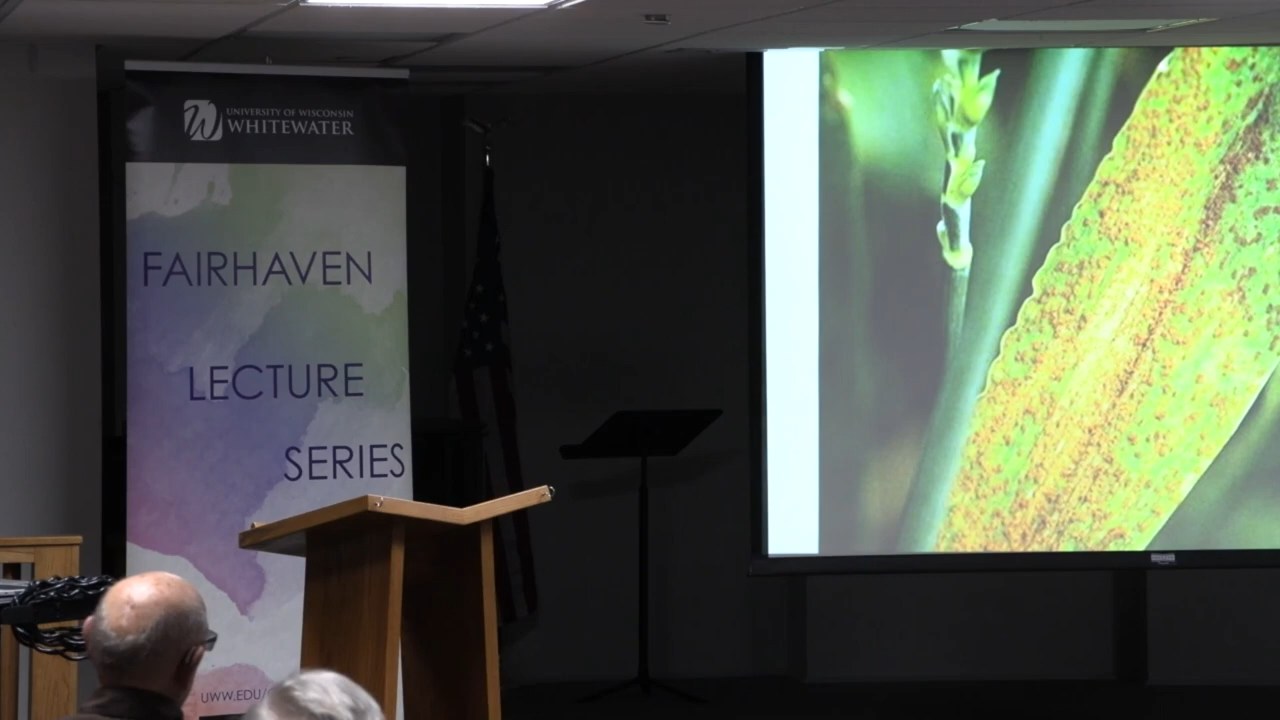 UNIVERSITY OF WISCONSIN
WHITEWATER
FAIRHAVEN
LECTURE
SERIES
UWW.EDU/